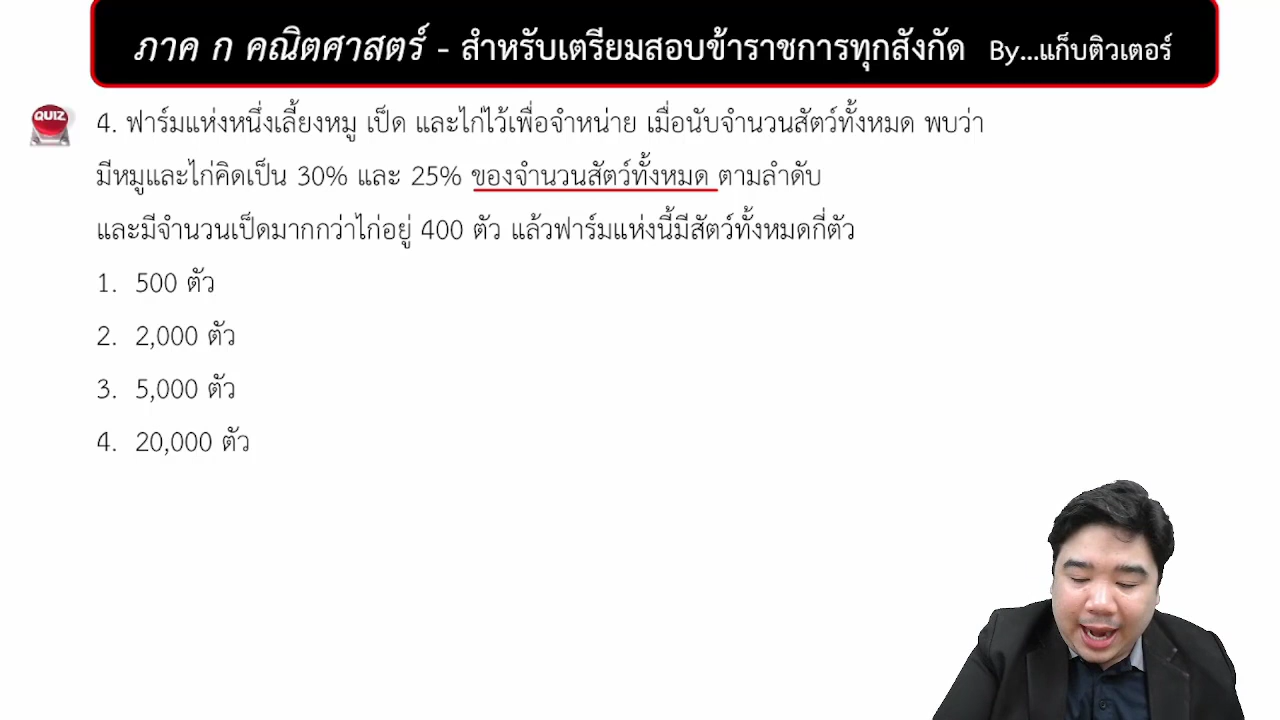 ภาค ก คณิตศาสตร์ - สำหรับเตรียมสอบข้าราชการทุกสังกัด By...แก็บติวเตอร์
QUIZ
4. ฟาร์มแห่งหนึ่งเลี้ยงหมู เป็ด และไก่ไว้เพื่อจำหน่าย เมื่อนับจำนวนสัตว์ทั้งหมด พบว่า
มีหมูและไก่คิดเป็น 30% และ 25% ของจำนวนสัตว์ทั้งหมด ตามลำดับ
และมีจำนวนเป็ดมากกว่าไก่อยู่ 400 ตัว แล้วฟาร์มแห่งนี้มีสัตว์ทั้งหมดกี่ตัว
1. 500 ตัว
2. 2,000 ตัว
3. 5,000 ตัว
4. 20,000 ตัว